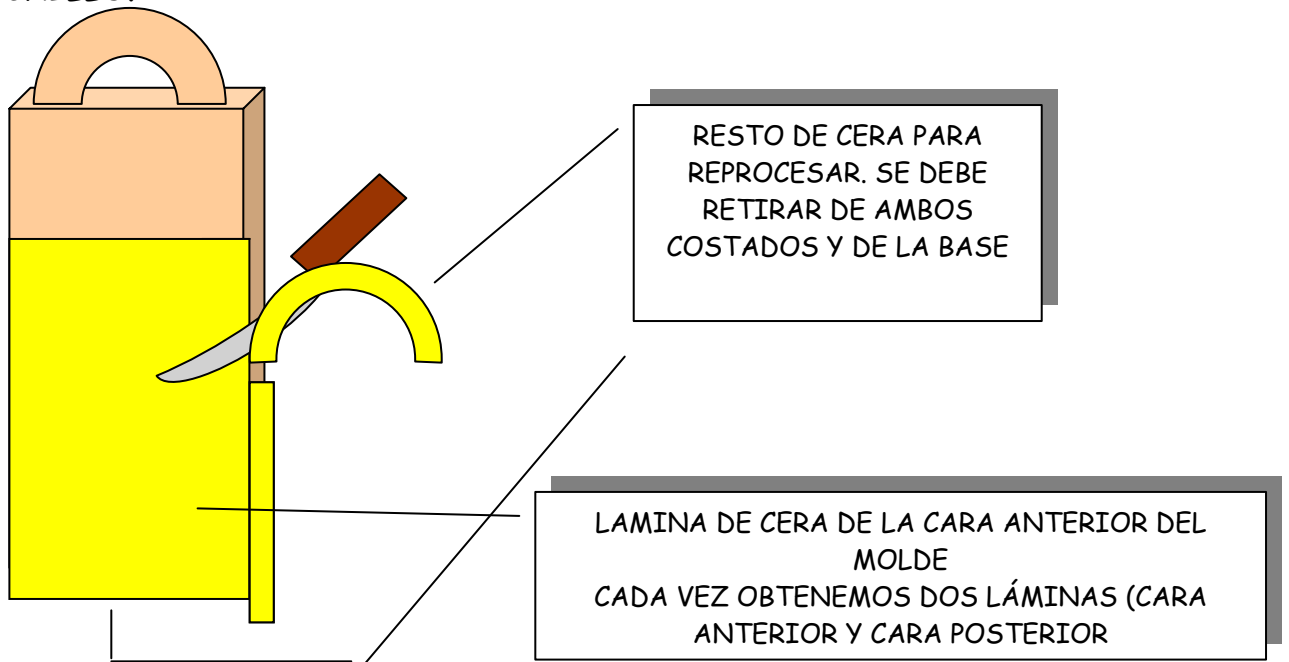 RESTO DE CERA PARA
REPROCESAR. SE DEBE
RETIRAR DE AMBOS
COSTADOS Y DE LA BASE
LAMINA DE CERA DE LA CARA ANTERIOR DEL
MOLDE
CADA VEZ OBTENEMOS DOS LÁMINAS (CARA
ANTERIOR Y CARA POSTERIOR